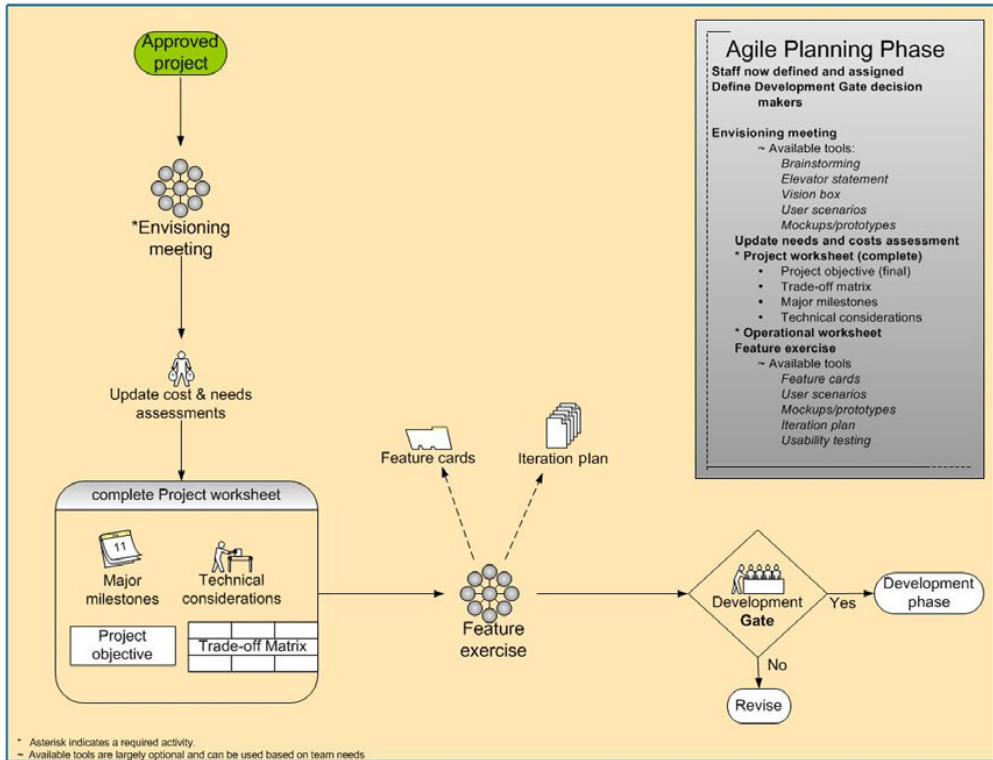 Approved
project
*Envisioning
meeting
Update cost & needs
assessments
complete Project worksheet
11
Major
milestones
Technical
considerations
Project
objective
Trade-off Matrix
Feature cards
Iteration plan
Feature
exercise
Development
Gate
Yes
No
Development
phase
Revise
Agile Planning Phase
Staff now defined and assigned
Define Development Gate decision
makers
Envisioning meeting
~ Available tools:
Brainstorming
Elevator statement
Vision box
User scenarios
Mockups/prototypes
Update needs and costs assessment
* Project worksheet (complete)
• Project objective (final)
• Trade-off matrix
• Major milestones
• Technical considerations
* Operational worksheet
Feature exercise
~ Available tools
Feature cards
User scenarios
Mockups/prototypes
Iteration plan
Usability testing
* Asterisk indicates a required activity.
~ Available tools are largely optional and can be used based on team needs